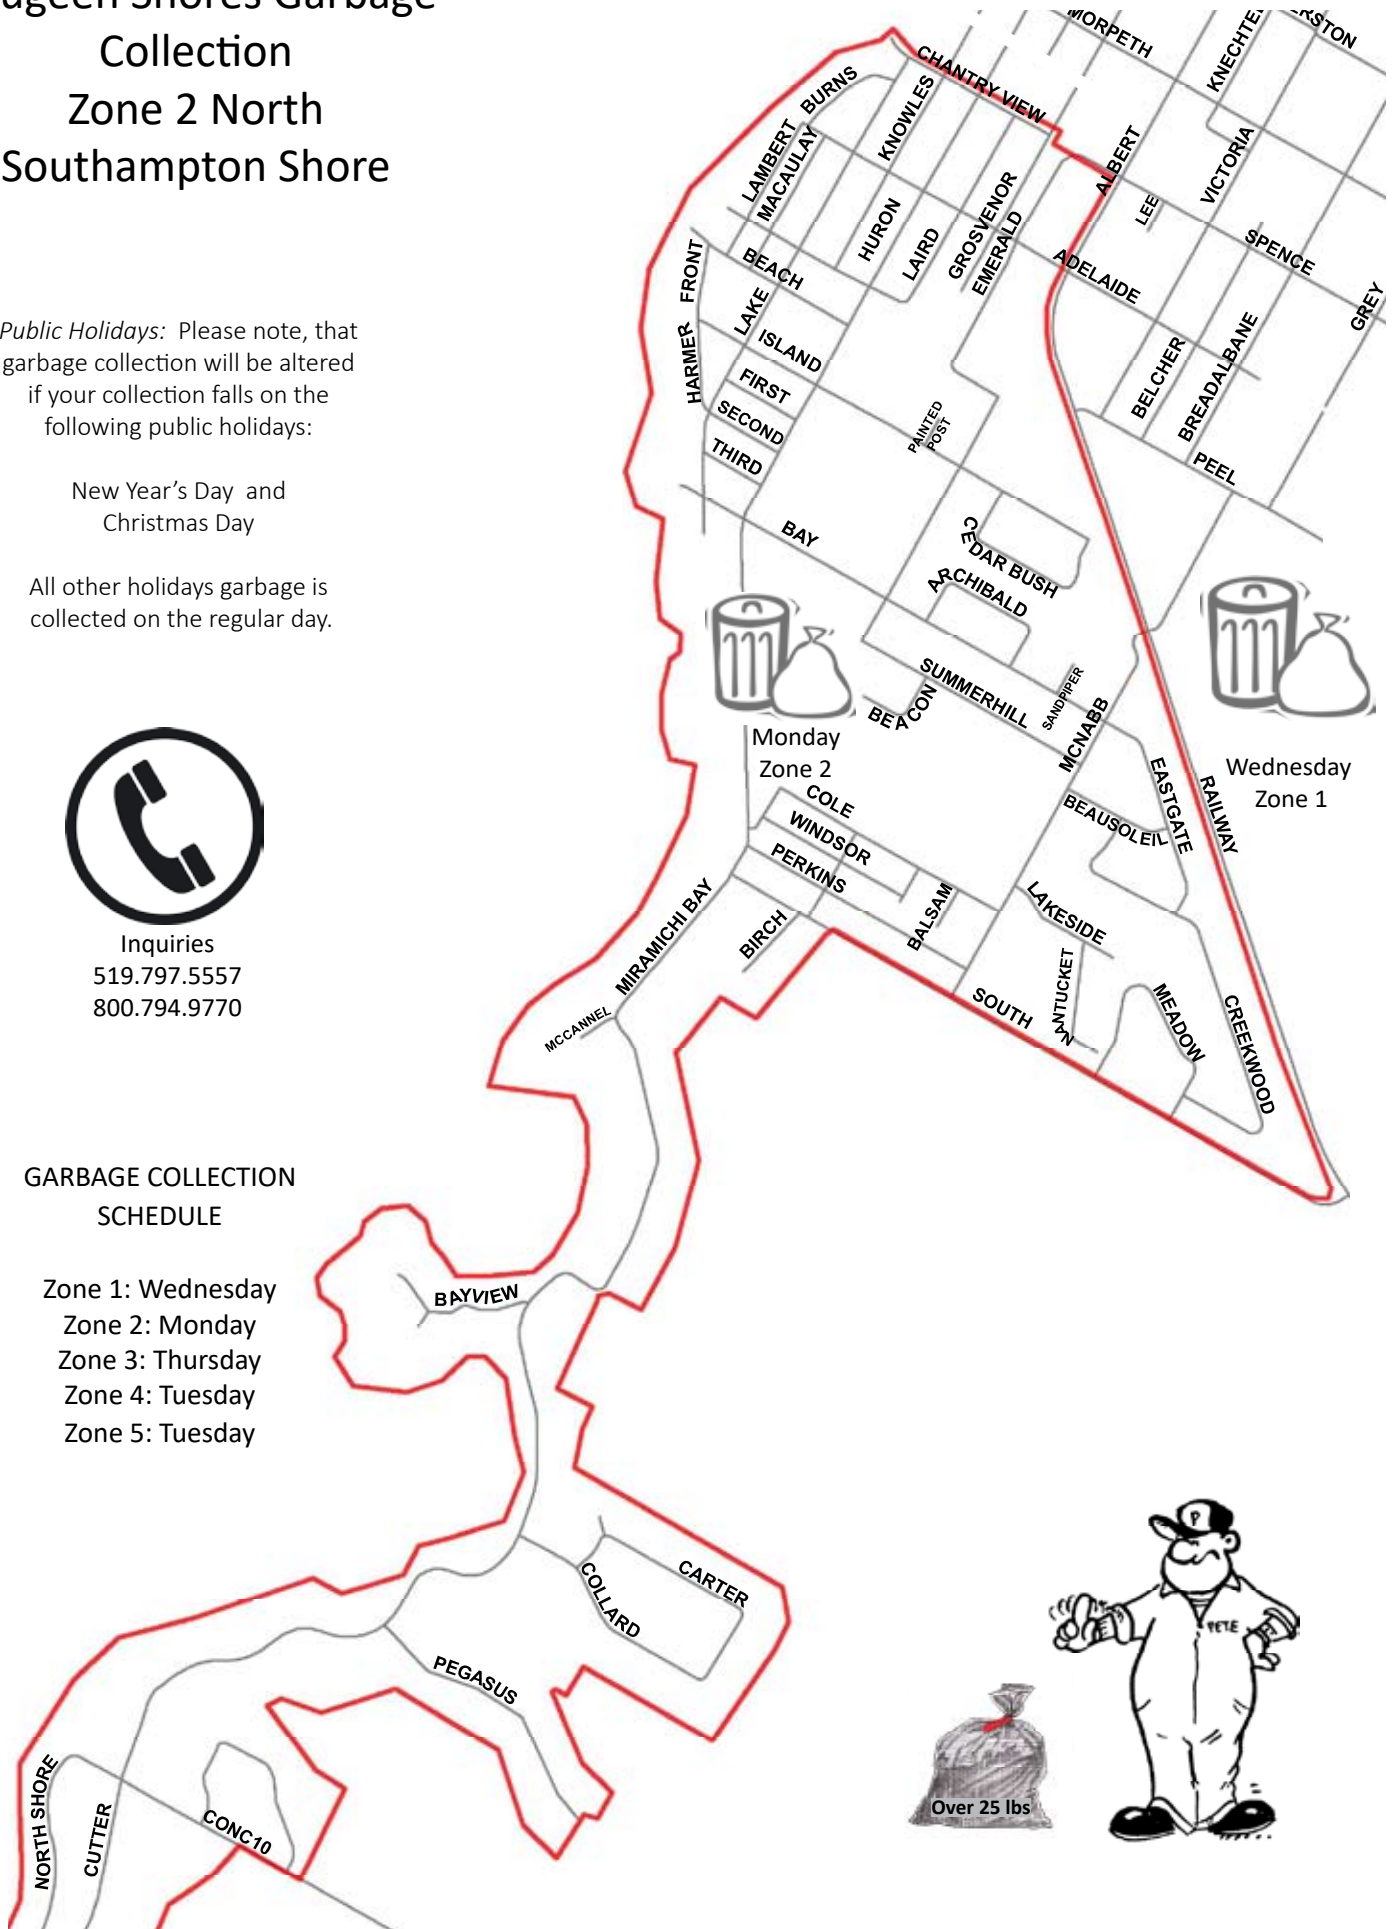 ugeen Shores Garbage
Collection
Zone 2 North
Southampton Shore
Public Holidays: Please note, that
garbage collection will be altered
if your collection falls on the
following public holidays:
New Year's Day and
Christmas Day
All other holidays garbage is
collected on the regular day.
Inquiries
519.797.5557
800.794.9770
GARBAGE COLLECTION
SCHEDULE
Zone 1: Wednesday
Zone 2: Monday
Zone 3: Thursday
Zone 4: Tuesday
Zone 5: Tuesday
MORPETH
KNECHTE
ERSTON
CHANTRY VIEW
BURNS
KNOWLES
LAMBERT
MACAULAY
ALBERT
VICTORIA
LEE
HURON
LAIRD
GROSVENOR
EMERALD
SPENCE
ADELAIDE
GREY
FRONT
BEACH
LAKE
HARMER
ISLAND
FIRST
SECOND
THIRD
BELCHER
BREADALBANE
PAINTED
POST
PEEL
BAY
CEDAR BUSH
ARCHIBALD
SUMMERHILL
SANDPIPER
BEACON
MCNABB
Monday
Zone 2
Wednesday
Zone 1
EASTGATE
RAILWAY
COLE
WINDSOR
PERKINS
BEAUSOLEIL
MIRAMICHI BAY
BIRCH
BALSAM
LAKESIDE
MCCANNEL
SOUTH
NANTUCKET
MEADOW
CREEKWOOD
BAYVIEW
COLLARD
CARTER
PEGASUS
NORTH SHORE
CUTTER
CONC10
P
PETE
Over 25 lbs